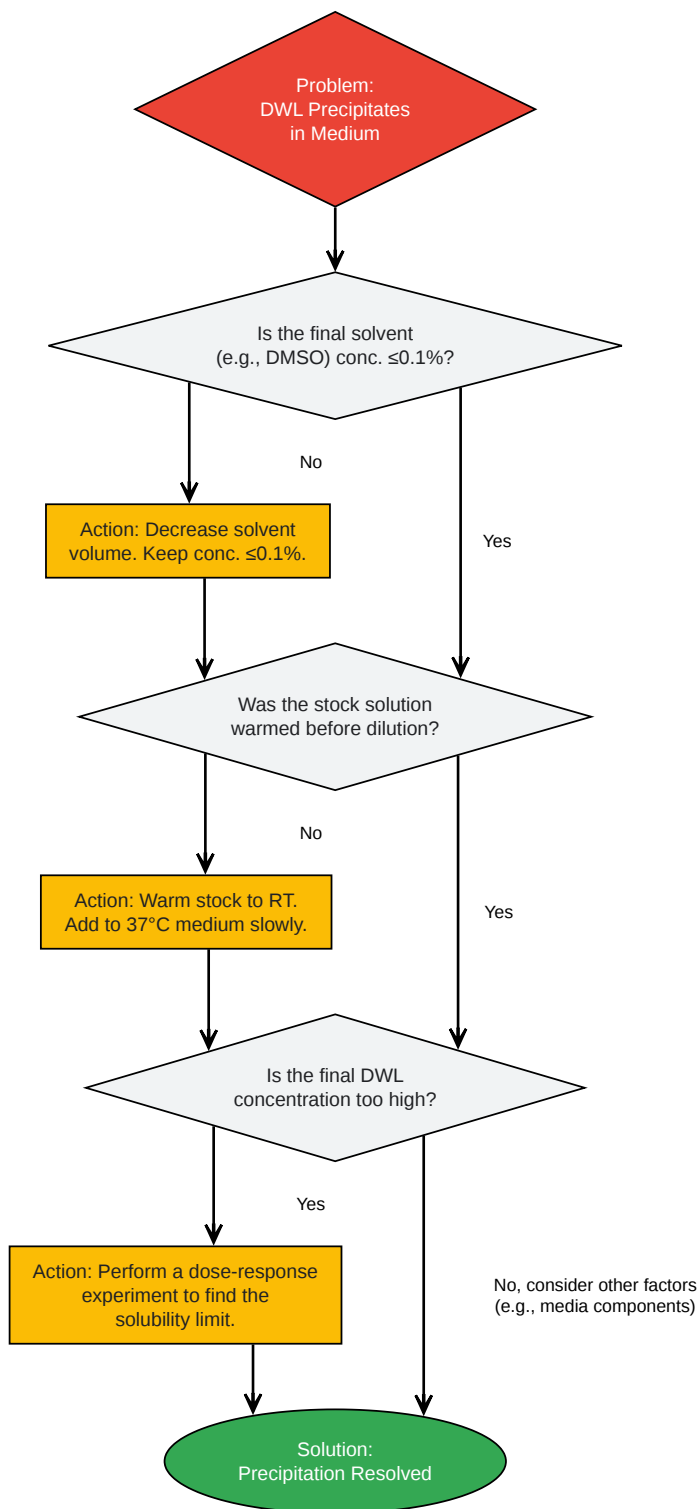 Problem:
DWL Precipitates
in Medium
Is the final solvent
(e.g., DMSO) conc. ≤0.1%?
No
Action: Decrease solvent
volume. Keep conc. ≤0.1%.
Yes
Was the stock solution
warmed before dilution?
No
Action: Warm stock to RT.
Add to 37°C medium slowly.
Yes
Is the final DWL
concentration too high?
Yes
Action: Perform a dose-response
experiment to find the
solubility limit.
No, consider other factors
(e.g., media components)
Solution:
Precipitation Resolved